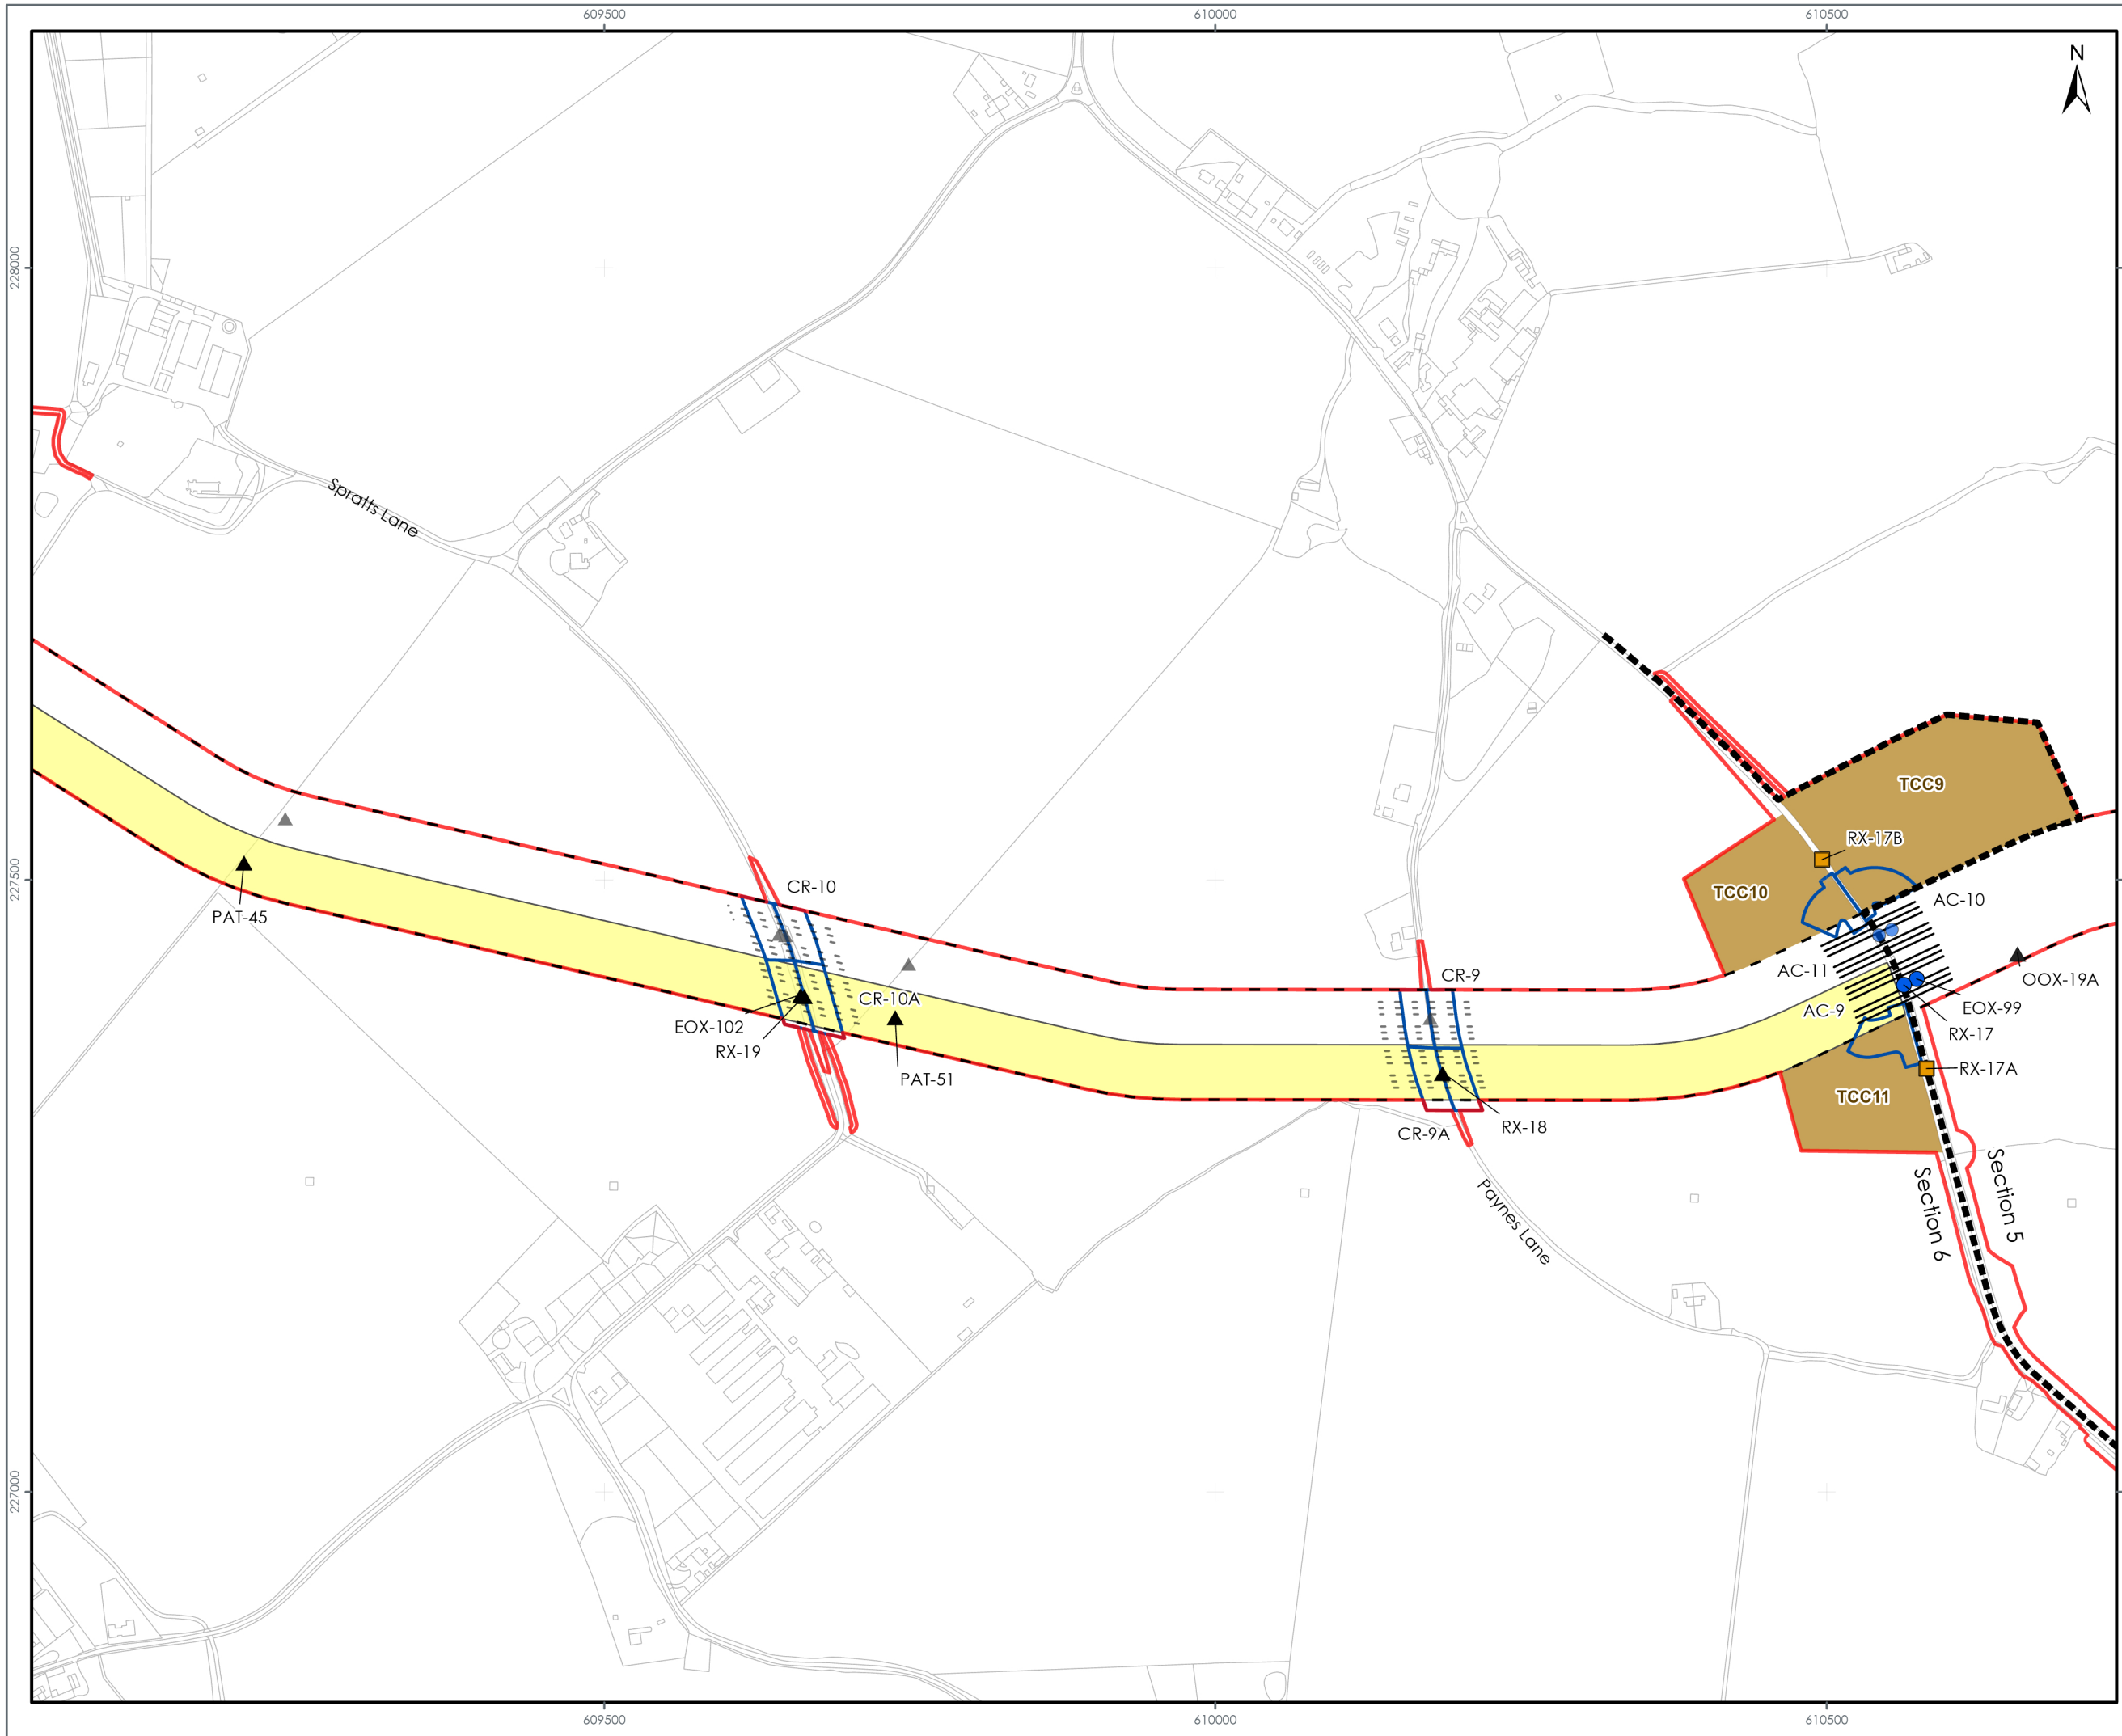 609500
610000
610500
N
228000
Spratts Lane
TCC9
RX-17B
227500
CR-10
TCC10
PAT-45
AC-10
AC-11
CR-9
OOX-19A
CR-10A
EOX-99
AC-9
EOX-102
RX-17
RX-19
RX-17A
PAT-51
TCC11
RX-18
CR-9A
Section 5
Section 6
Paynes Lane
227000
609500
610000
610500